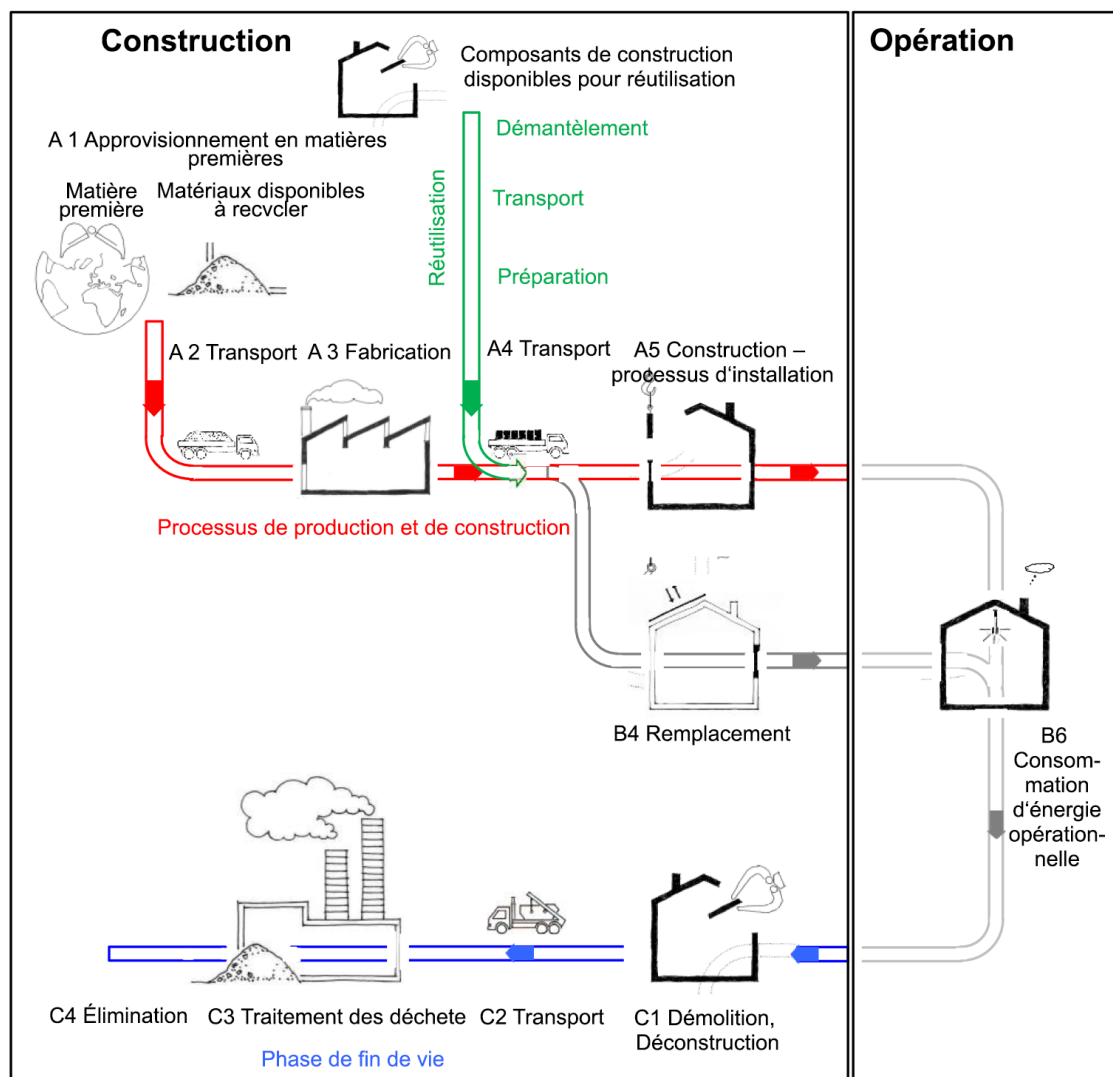 Construction
Opération
Composants de construction
disponibles pour réutilisation
Démantèlement
A 1 Approvisionnement en matières
premières
Matière
première
Matériaux disponibles
à recvcler
Réutilisation
Transport
Préparation
A 2 Transport
A 3 Fabrication
A4 Transport
A5 Construction –
processus d‘installation
Processus de production et de construction
B4 Remplacement
B6
Consom-
mation
d‘énergie
opération-
nelle
C4 Élimination
C3 Traitement des déchete
C2 Transport
C1 Démolition,
Déconstruction
Phase de fin de vie